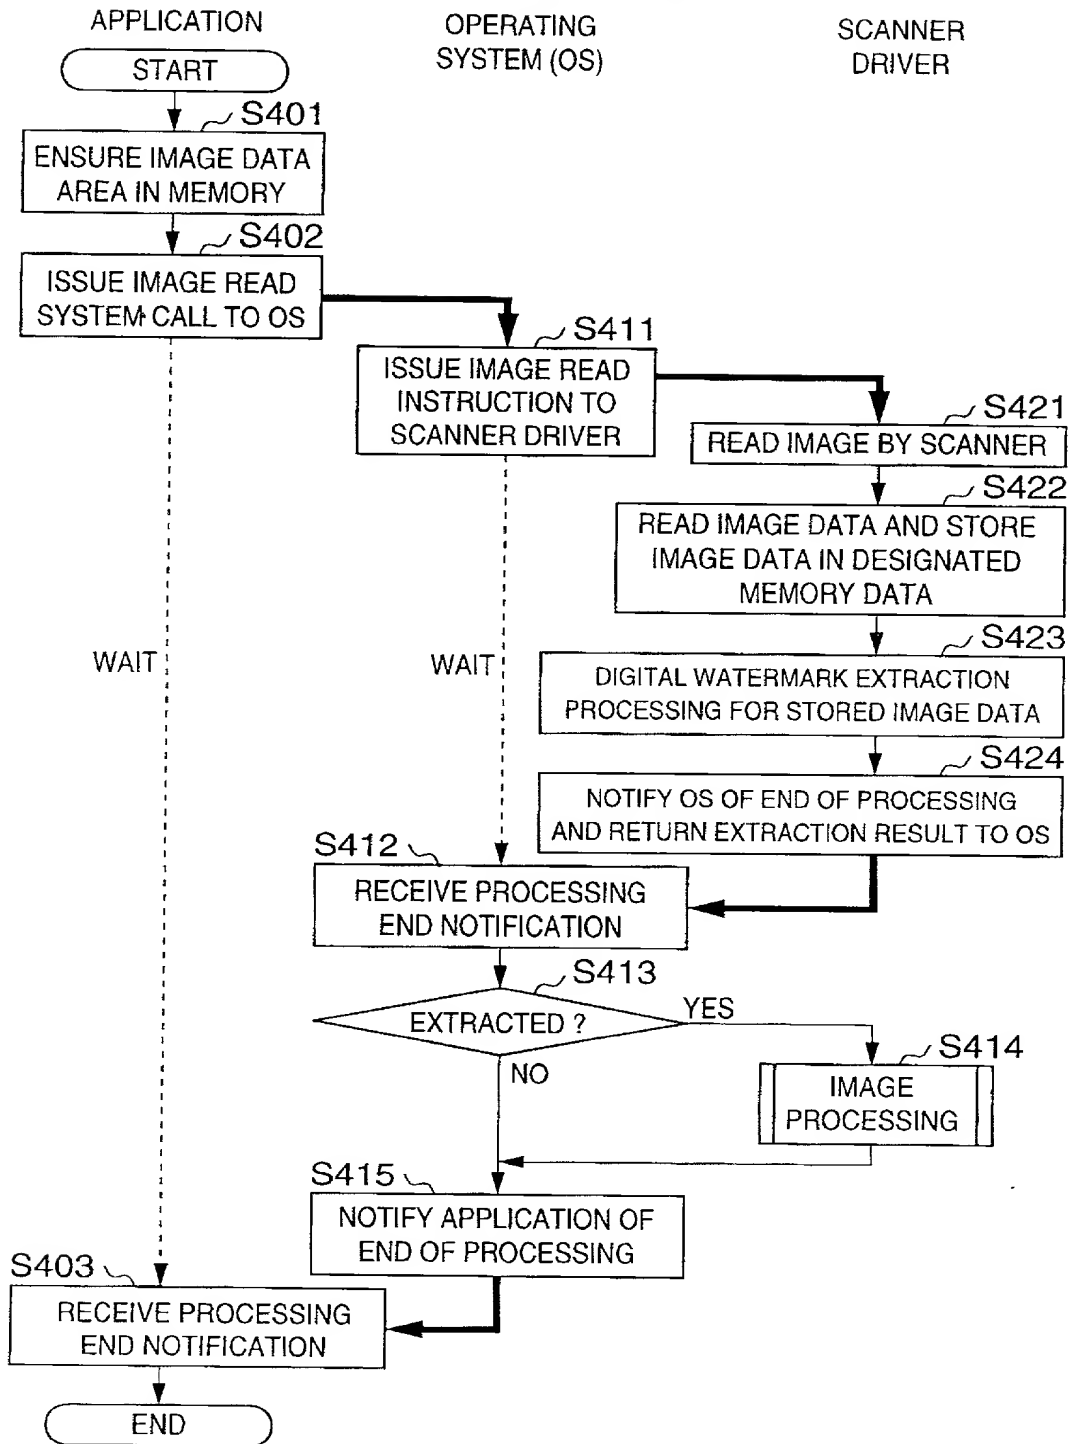 APPLICATION
OPERATING
SYSTEM (OS)
SCANNER
DRIVER
START
S401
ENSURE IMAGE DATA
AREA IN MEMORY
S402
ISSUE IMAGE READ
SYSTEM CALL TO OS
S411
ISSUE IMAGE READ
INSTRUCTION TO
SCANNER DRIVER
S421
READ IMAGE BY SCANNER
S422
READ IMAGE DATA AND STORE
IMAGE DATA IN DESIGNATED
MEMORY DATA
WAIT
WAIT
S423
DIGITAL WATERMARK EXTRACTION
PROCESSING FOR STORED IMAGE DATA
S424
NOTIFY OS OF END OF PROCESSING
AND RETURN EXTRACTION RESULT TO OS
S412
RECEIVE PROCESSING
END NOTIFICATION
S413
EXTRACTED ?
YES
NO
S414
IMAGE
PROCESSING
S415
NOTIFY APPLICATION OF
END OF PROCESSING
S403
RECEIVE PROCESSING
END NOTIFICATION
END